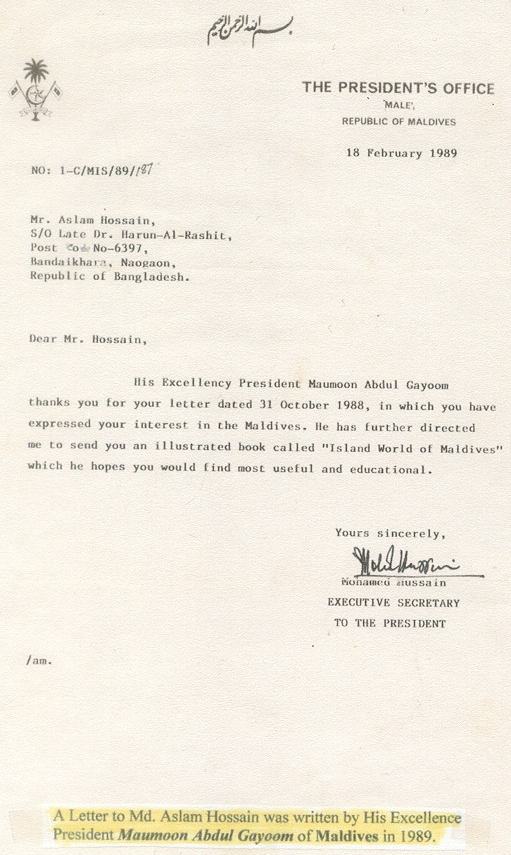 بسم الله الرحمن الرحيم
THE PRESIDENT'S OFFICE
MALE',
REPUBLIC OF MALDIVES
18 February 1989
NO: 1-C/MIS/89/187
Mr. Aslam Hossain,
S/O Late Dr. Harun-Al-Rashit,
Post Code No-6397,
Bandaikhara, Naogaon,
Republic of Bangladesh.
Dear Mr. Hossain,
His Excellency President Maumoon Abdul Gayoom
thanks you for your letter dated 31 October 1988, in which you have
expressed your interest in the Maldives. He has further directed
me to send you an illustrated book called "Island World of Maldives"
which he hopes you would find most useful and educational.
Yours sincerely,
Mohamed Hussain
EXECUTIVE SECRETARY
TO THE PRESIDENT
/am.
A Letter to Md. Aslam Hossain was written by His Excellence
President Maumoon Abdul Gayoom of Maldives in 1989.